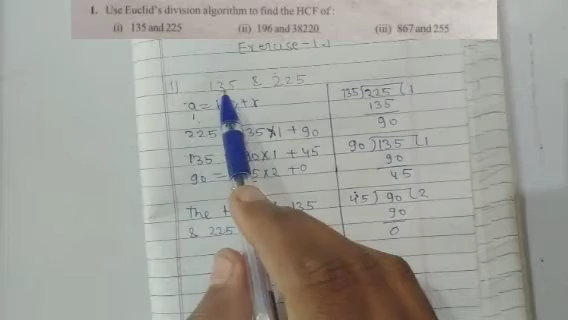 1. Use Euclid's division algorithm to find the HCF of:
(i) 135 and 225 (ii) 196 and 38220 (iii) 867 and 255
Exercise-1.1
1) 135 & 225
a = + r
225 35×1 + 90
135 90×1 + 45
90 = 5×2 +0
The 135
& 225
135)225(1
135
90
90)135(1
90
45
45)90(2
90
0